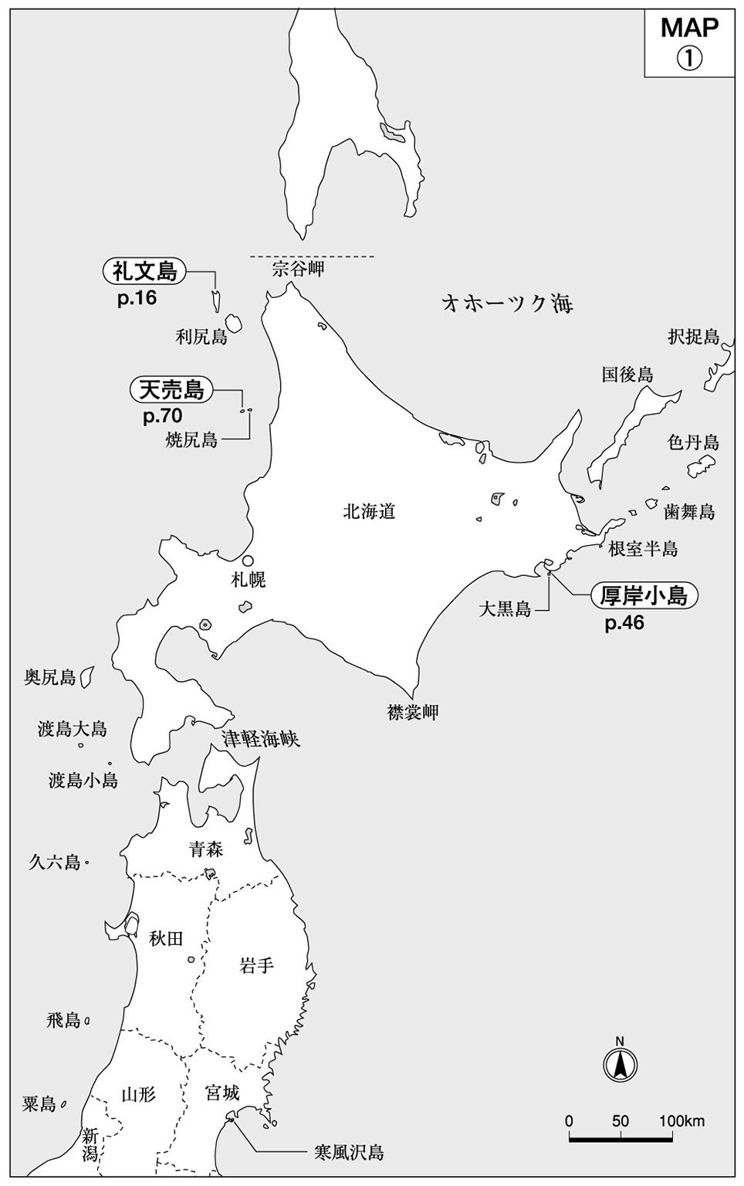 MAP
①
宗谷岬
礼文島
p.16
オホーツク海
利尻島
択捉島
国後島
天売島
p.70
焼尻島
色丹島
北海道
歯舞島
根室半島
札幌
大黒島
厚岸小島
p.46
奥尻島
襟裳岬
渡島大島
津軽海峡
渡島小島
青森
久六島
秋田
岩手
飛島
N
山形
宮城
粟島
0 50 100km
新潟
寒風沢島